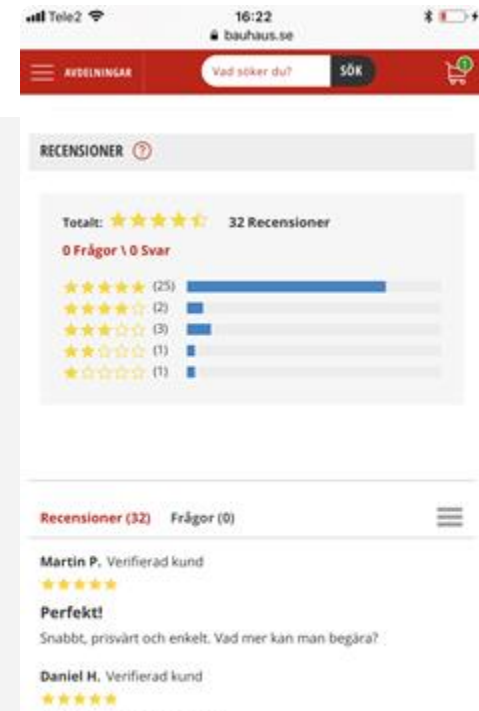 Tele2 16:22
bauhaus.se
AVDELNINGAR Vad söker du? SÖK 1
RECENSIONER ?
Totalt: 32 Recensioner
0 Frågor \ 0 Svar
(25)
(2)
(3)
(1)
(1)
Recensioner (32) Frågor (0)
Martin P. Verifierad kund
Perfekt!
Snabbt, prisvärt och enkelt. Vad mer kan man begära?
Daniel H. Verifierad kund